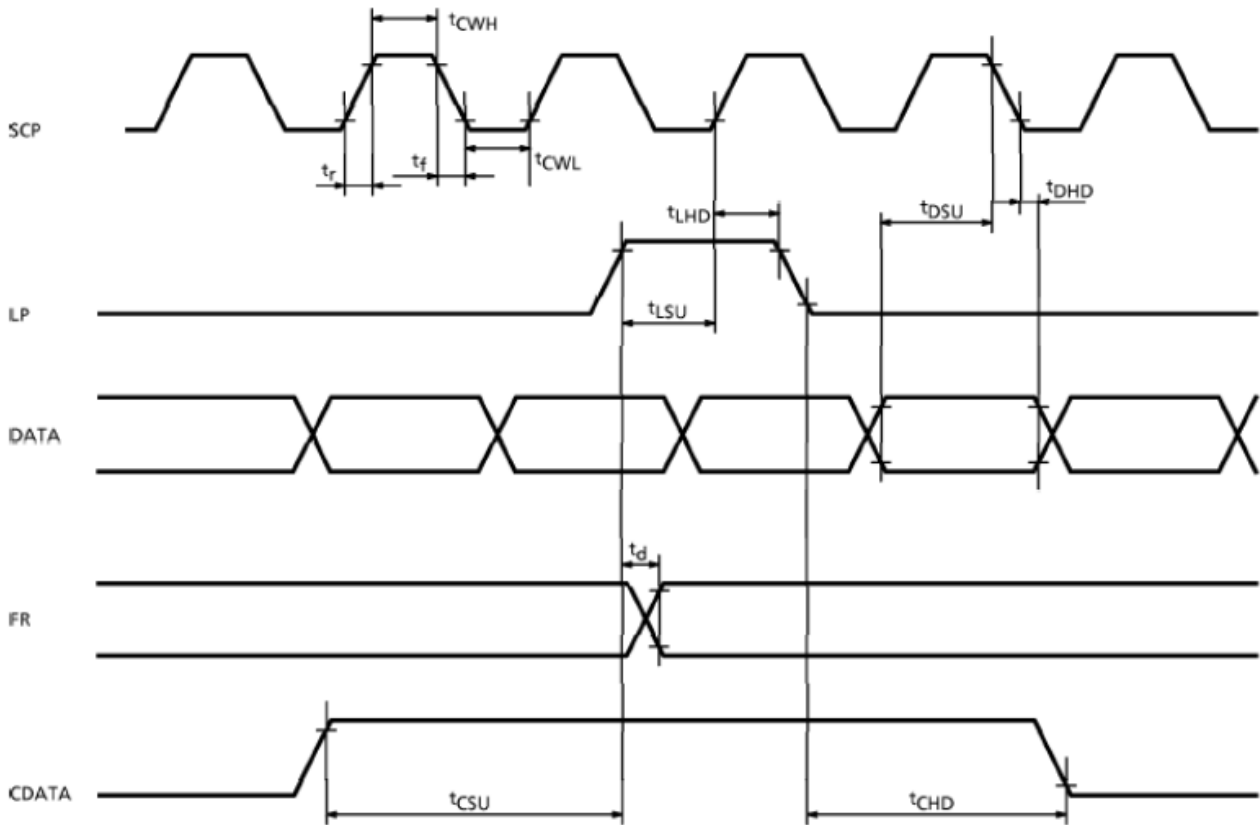 tCWH
SCP
tr
tf
tCWL
tLHD
tDSU
tDHD
LP
tLSU
DATA
td
FR
CDATA
tCSU
tCHD